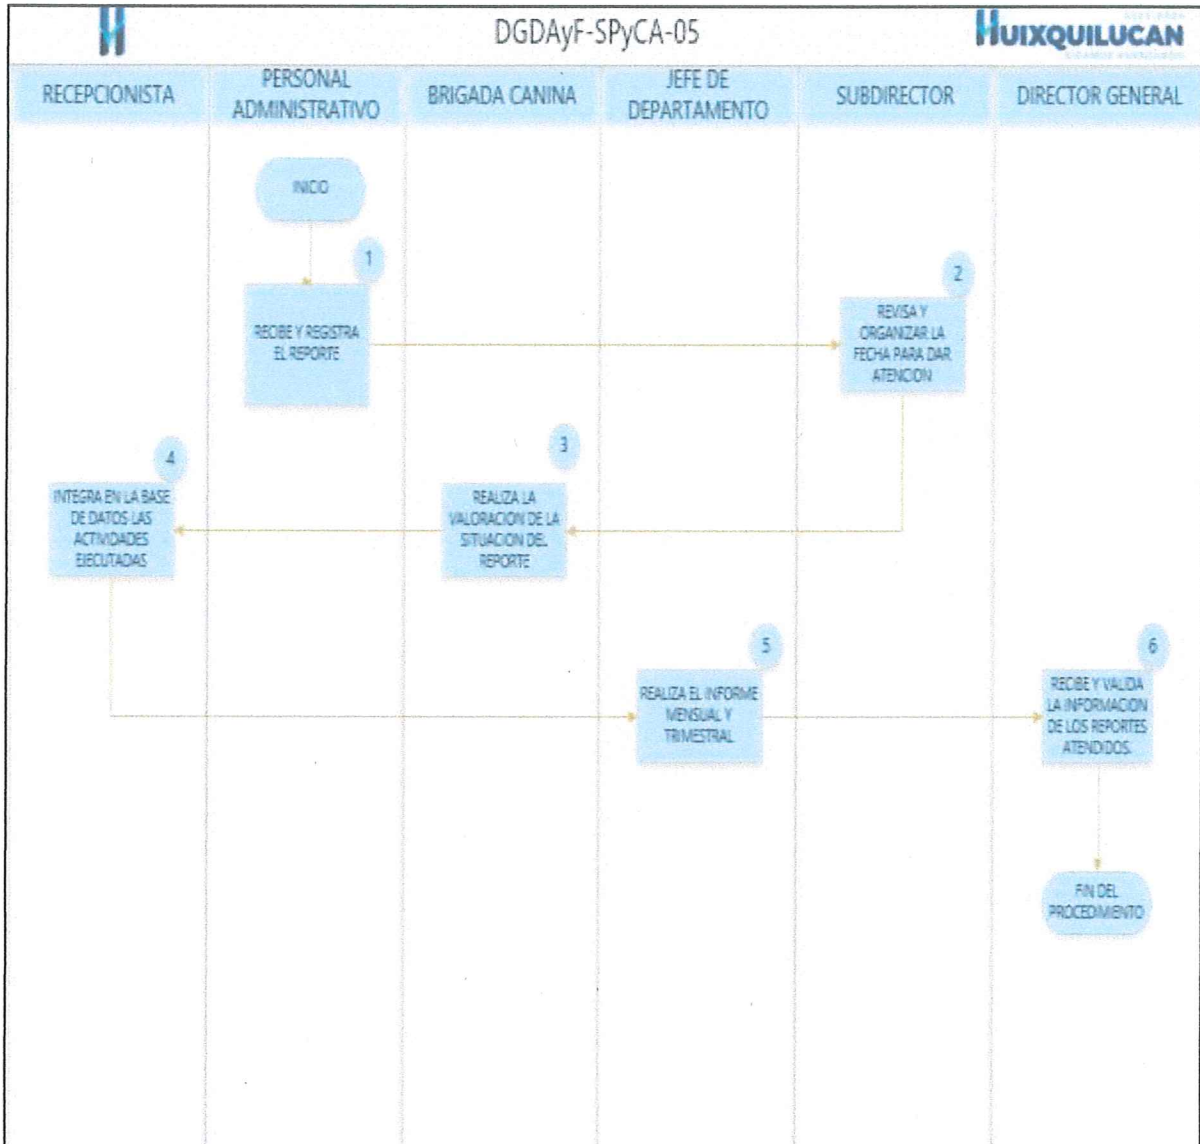 DGDAyF-SPyCA-05
HUIXQUILUCAN
RECEPCIONISTA
PERSONAL
ADMINISTRATIVO
BRIGADA CANINA
JEFE DE
DEPARTAMENTO
SUBDIRECTOR
DIRECTOR GENERAL
INICIO
1
RECIBE Y REGISTRA
EL REPORTE
2
REVISA Y
ORGANIZAR LA
FECHA PARA DAR
ATENCION
3
REALIZA LA
VALORACION DE LA
SITUACION DEL
REPORTE
4
INTEGRA EN LA BASE
DE DATOS LAS
ACTIVIDADES
EJECUTADAS
5
REALIZA EL INFORME
MENSUAL Y
TRIMESTRAL
6
RECIBE Y VALIDA
LA INFORMACION
DE LOS REPORTES
ATENDIDOS.
FIN DEL
PROCEDIMIENTO